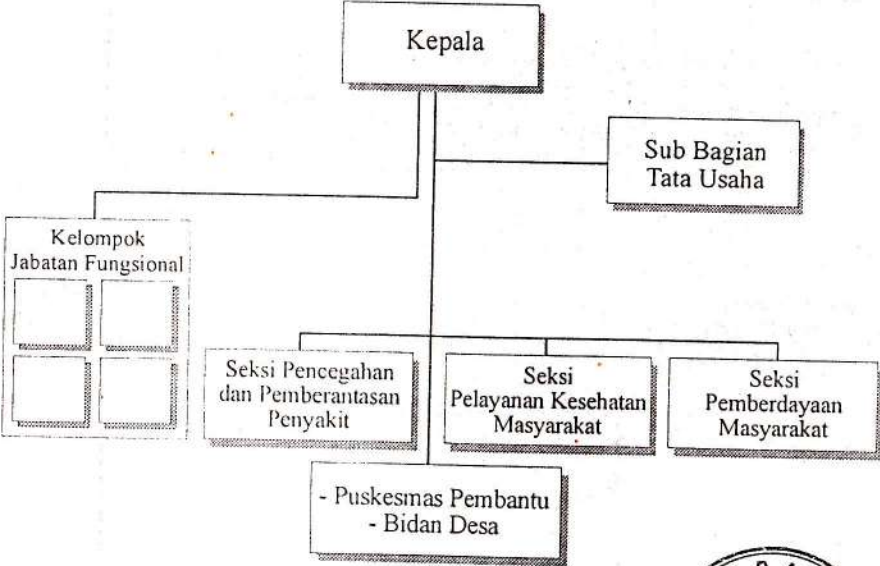 Kepala
Sub Bagian
Tata Usaha
Kelompok
Jabatan Fungsional
Seksi Pencegahan
dan Pemberantasan
Penyakit
Seksi
Pelayanan Kesehatan
Masyarakat
Seksi
Pemberdayaan
Masyarakat
- Puskesmas Pembantu
- Bidan Desa